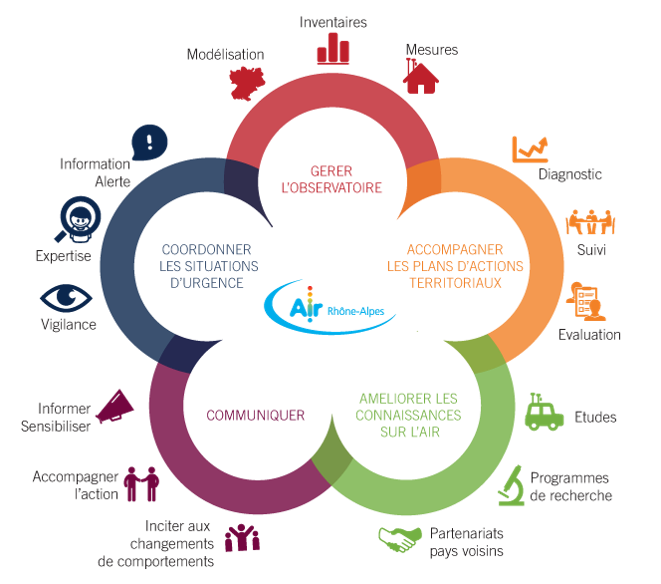 Inventaires
Modélisation
Mesures
GERER
L'OBSERVATOIRE
Information
Alerte
Expertise
Vigilance
COORDONNER
LES SITUATIONS
D'URGENCE
Diagnostic
Suivi
Evaluation
ACCOMPAGNER
LES PLANS D'ACTIONS
TERRITORIAUX
Air Rhône-Alpes
COMMUNIQUER
Informer
Sensibiliser
Accompagner
l'action
Inciter aux
changements
de comportements
AMELIORER LES
CONNAISSANCES
SUR L'AIR
Etudes
Programmes
de recherche
Partenariats
pays voisins